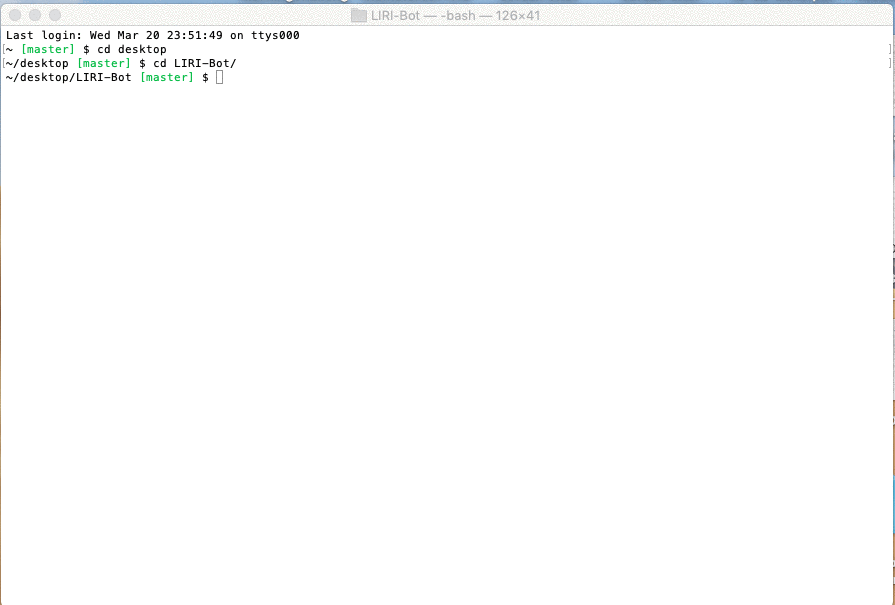 LIRI-Bot — -bash — 126×41
Last login: Wed Mar 20 23:51:49 on ttys000
[~ [master] $ cd desktop ]
[~/desktop [master] $ cd LIRI-Bot/ ]
~/desktop/LIRI-Bot [master] $